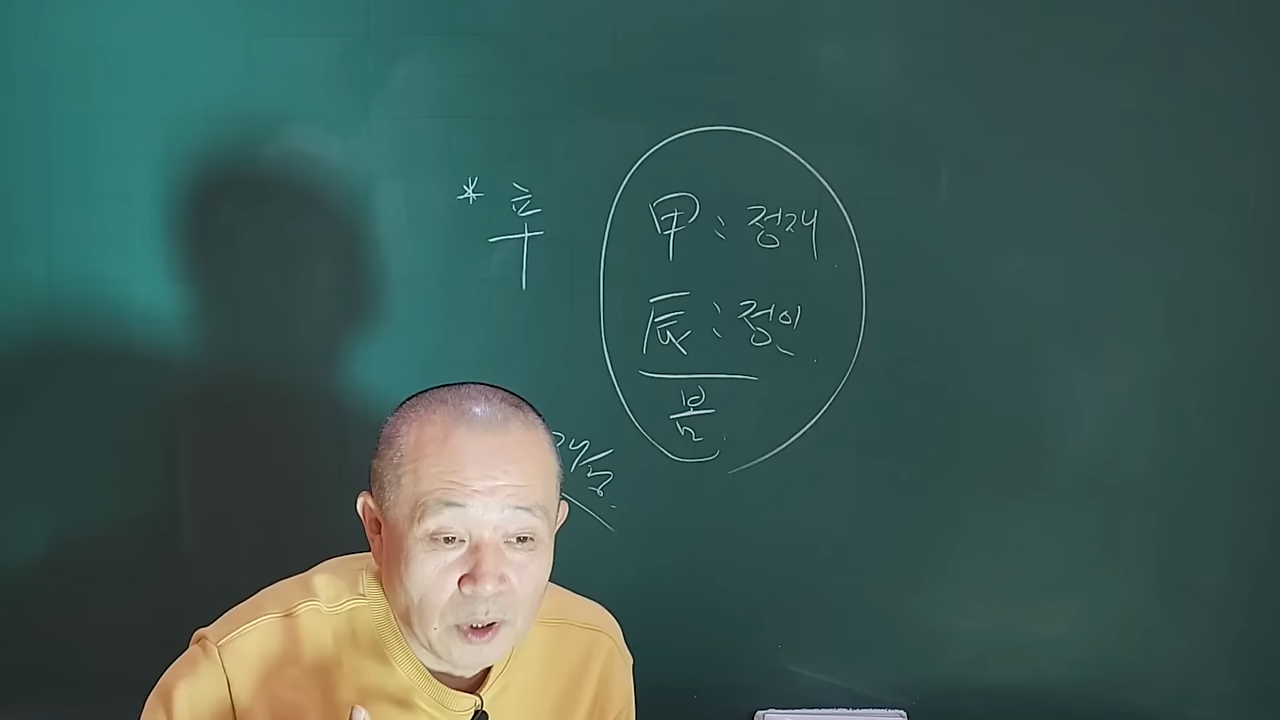 * 辛
甲 : 정재
辰 : 정인
봄